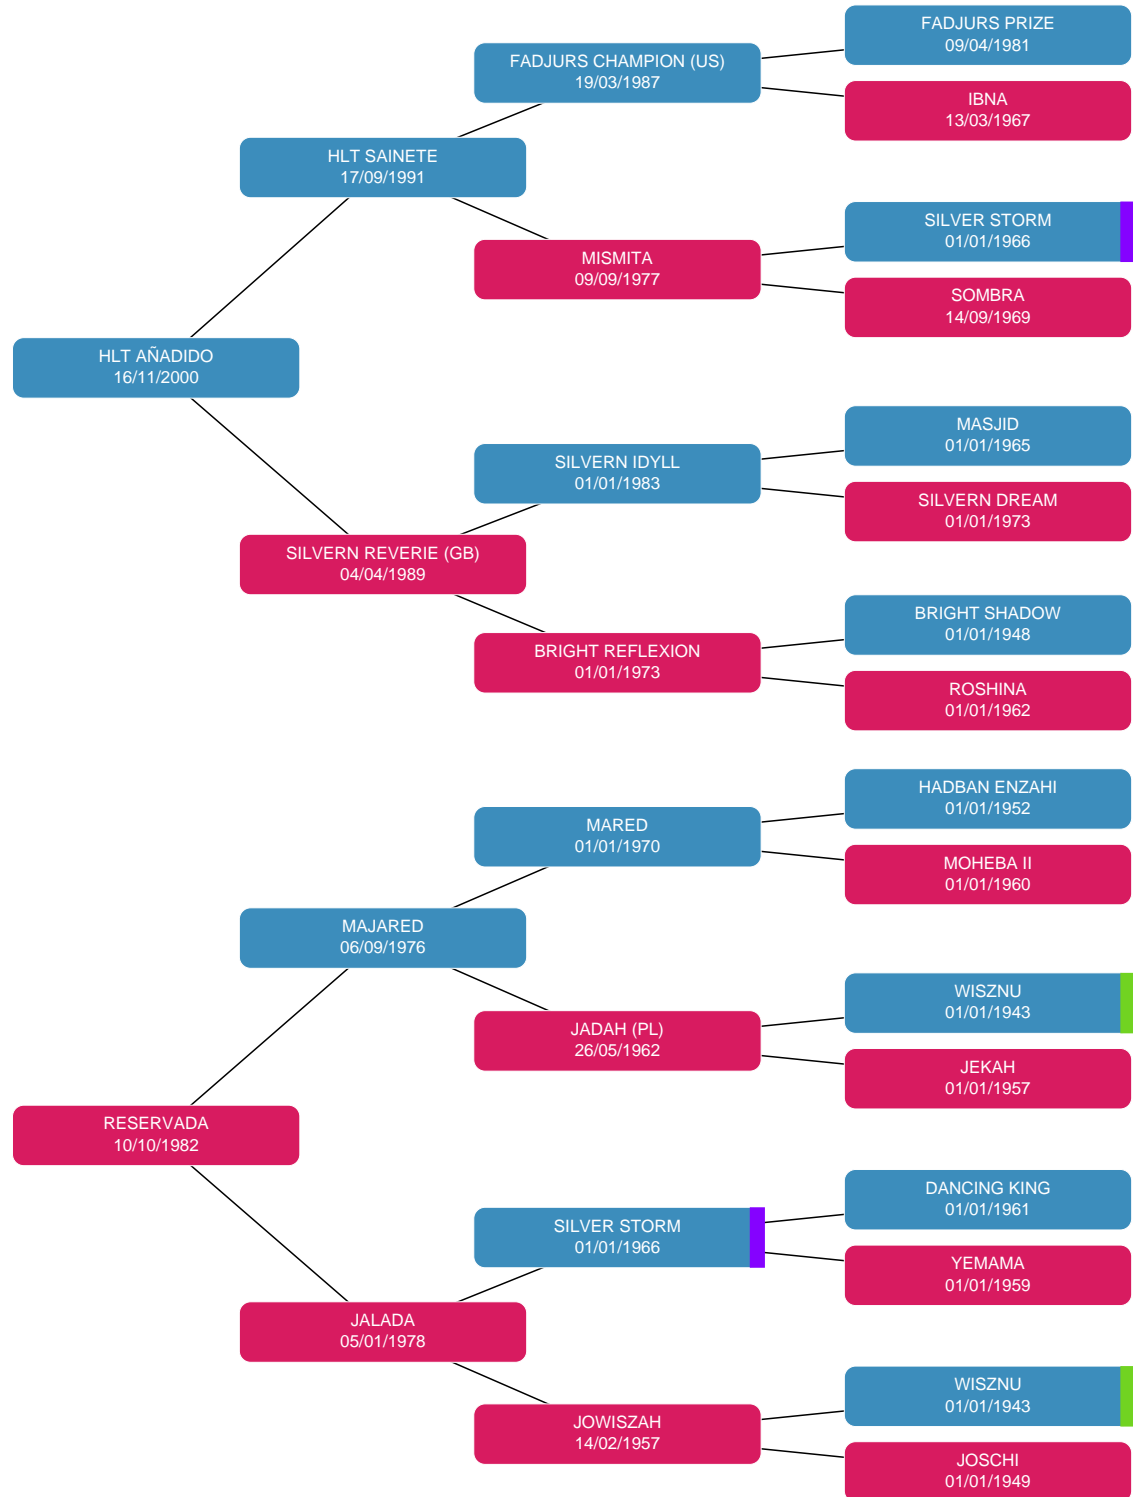 FADJURS PRIZE
09/04/1981
FADJURS CHAMPION (US)
19/03/1987
IBNA
13/03/1967
HLT SAINETE
17/09/1991
SILVER STORM
01/01/1966
MISMITA
09/09/1977
SOMBRA
14/09/1969
HLT AÑADIDO
16/11/2000
MASJID
01/01/1965
SILVERN IDYLL
01/01/1983
SILVERN DREAM
01/01/1973
SILVERN REVERIE (GB)
04/04/1989
BRIGHT SHADOW
01/01/1948
BRIGHT REFLEXION
01/01/1973
ROSHINA
01/01/1962
HADBAN ENZAHI
01/01/1952
MARED
01/01/1970
MOHEBA II
01/01/1960
MAJARED
06/09/1976
WISZNU
01/01/1943
JADAH (PL)
26/05/1962
JEKAH
01/01/1957
RESERVADA
10/10/1982
DANCING KING
01/01/1961
SILVER STORM
01/01/1966
YEMAMA
01/01/1959
JALADA
05/01/1978
WISZNU
01/01/1943
JOWISZAH
14/02/1957
JOSCHI
01/01/1949